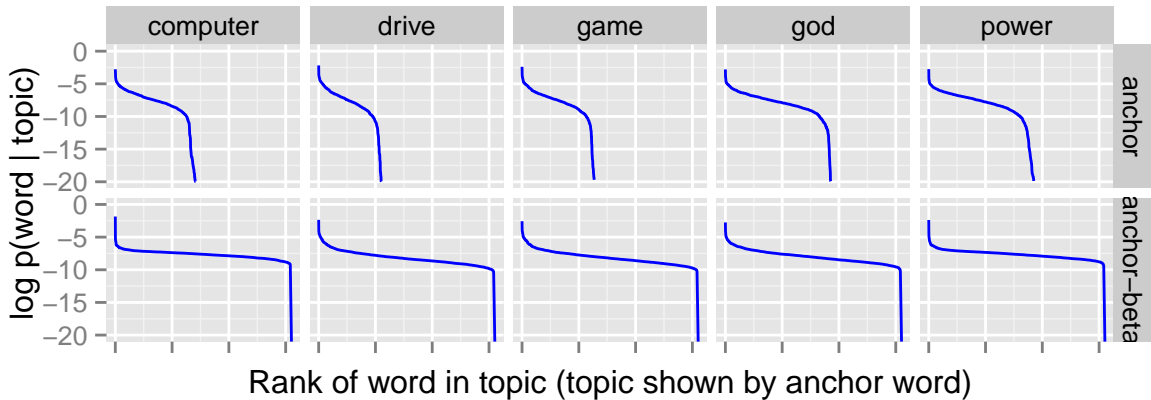 computer drive game god power
0
−5
−10
−15
−20
anchor
0
−5
−10
−15
−20
anchor−beta
log p(word | topic)
Rank of word in topic (topic shown by anchor word)